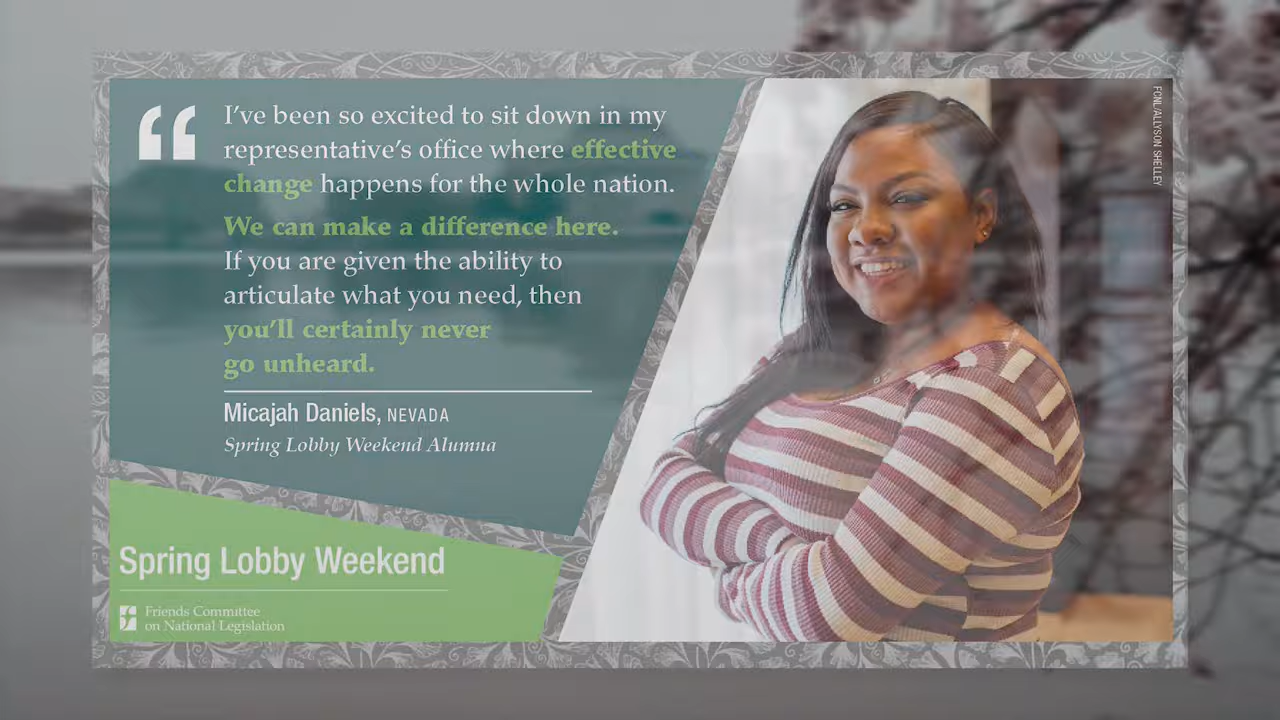 I’ve been so excited to sit down in my
representative’s office where effective
change happens for the whole nation.
We can make a difference here.
If you are given the ability to
articulate what you need, then
you’ll certainly never
go unheard.
Micajah Daniels, NEVADA
Spring Lobby Weekend Alumna
Spring Lobby Weekend
Friends Committee
on National Legislation
FCNL/ALLYSON SHELLEY